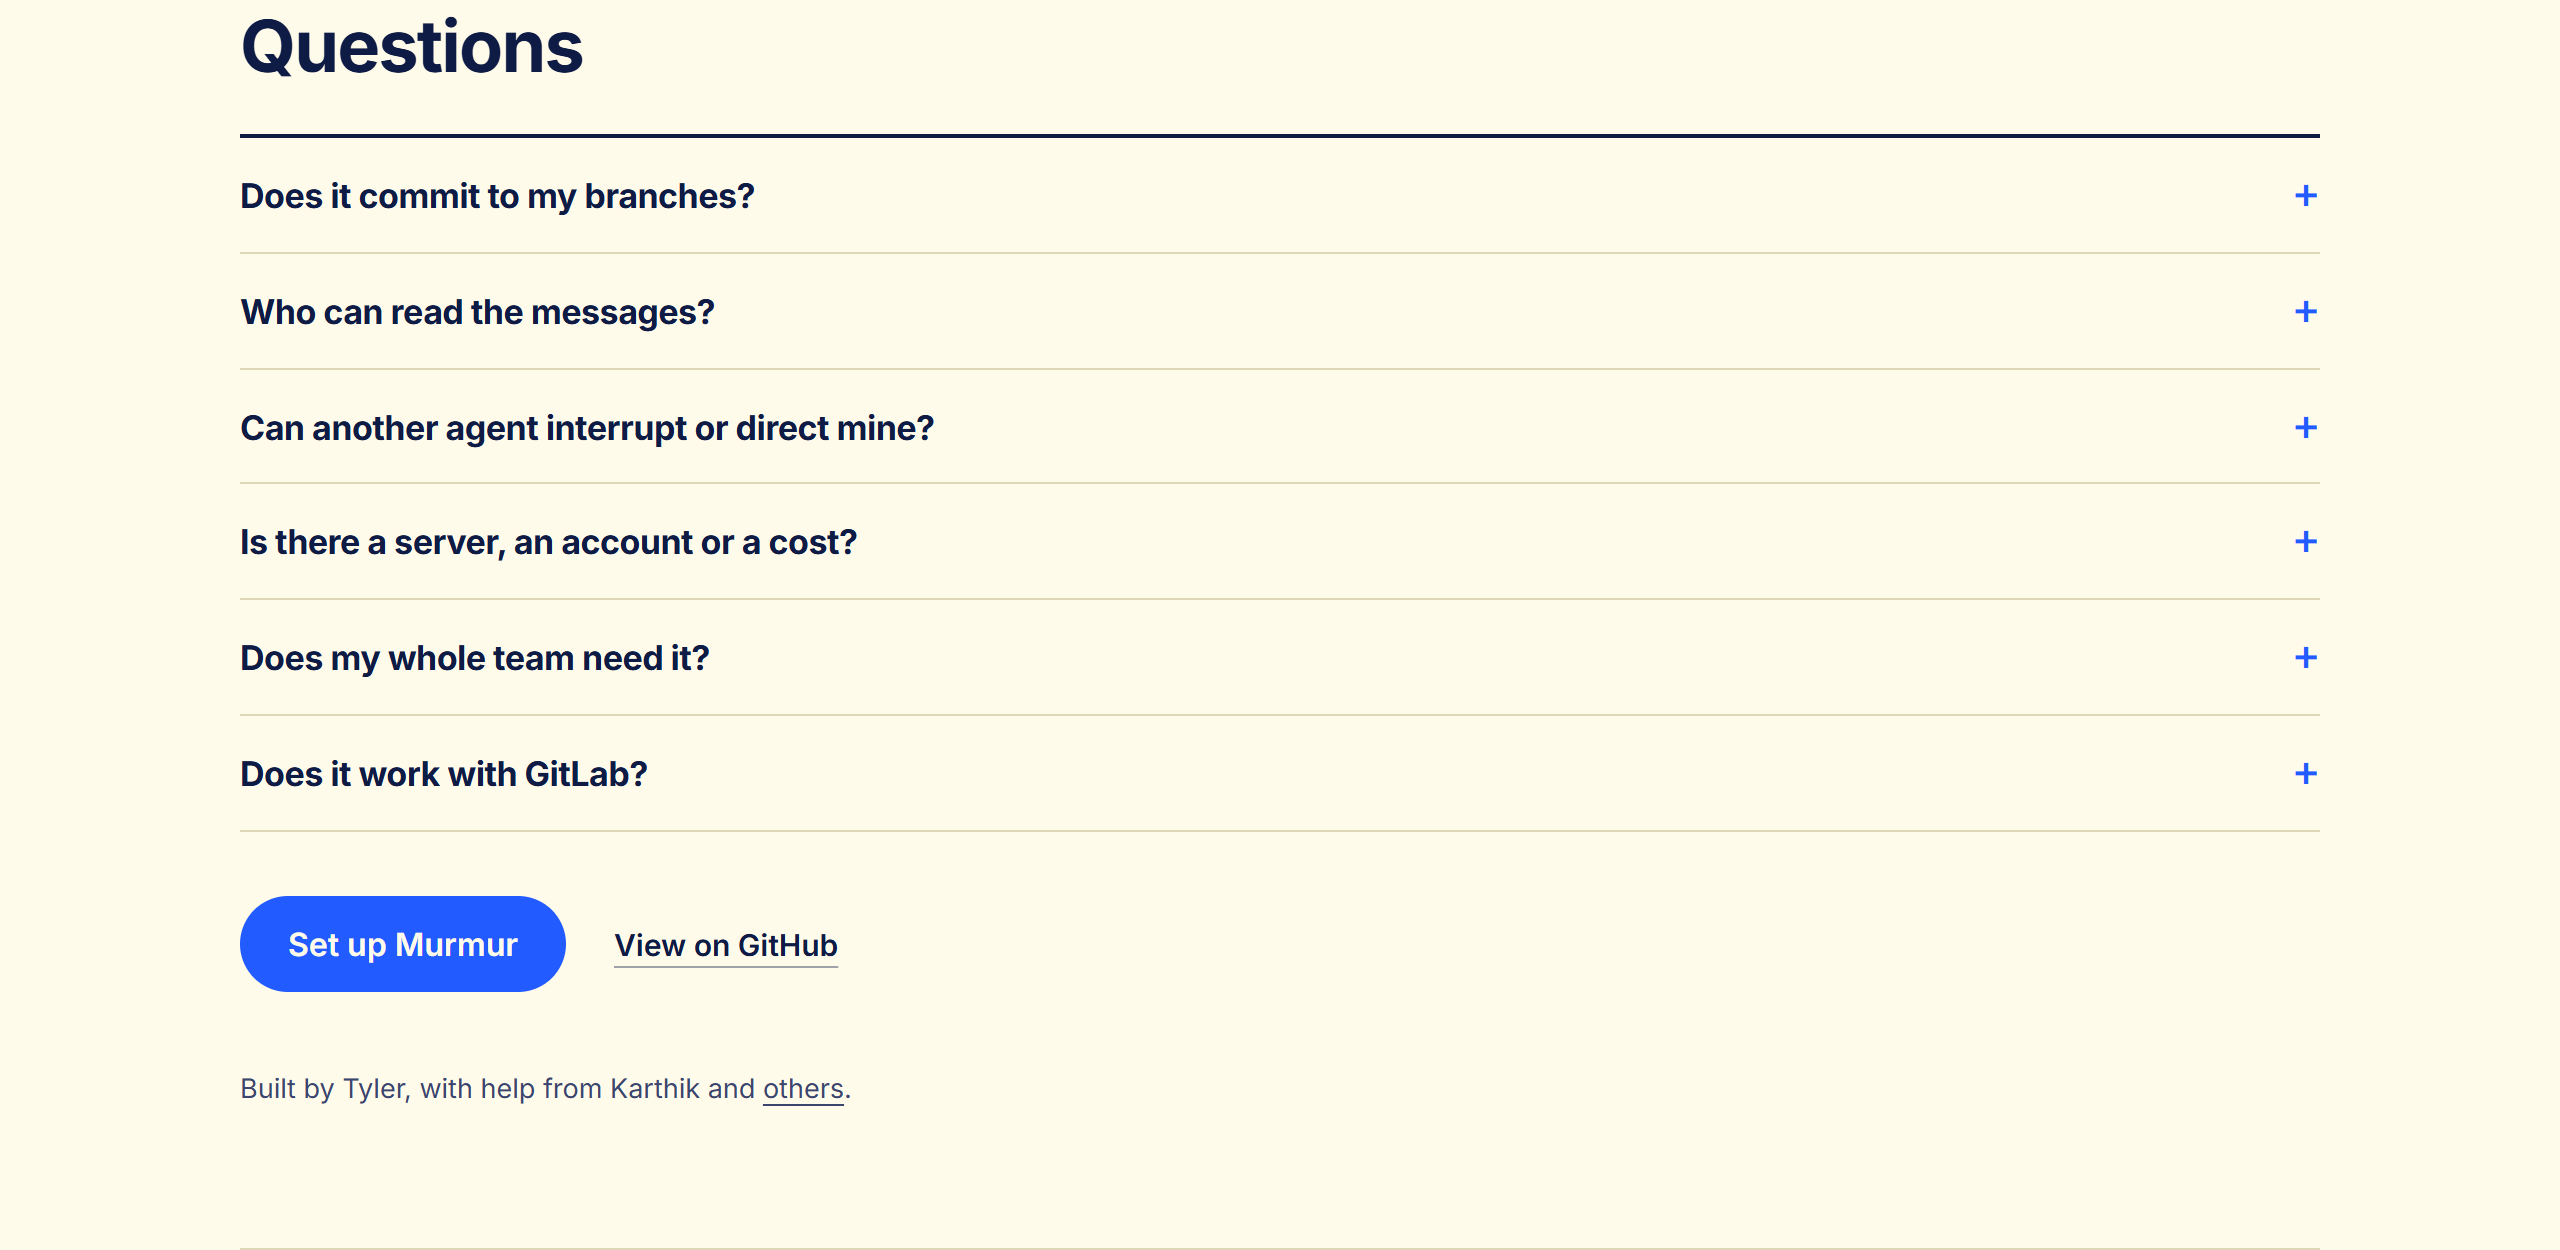 Questions
Does it commit to my branches?
+
Who can read the messages?
+
Can another agent interrupt or direct mine?
+
Is there a server, an account or a cost?
+
Does my whole team need it?
+
Does it work with GitLab?
+
Set up Murmur
View on GitHub
Built by Tyler, with help from Karthik and others.